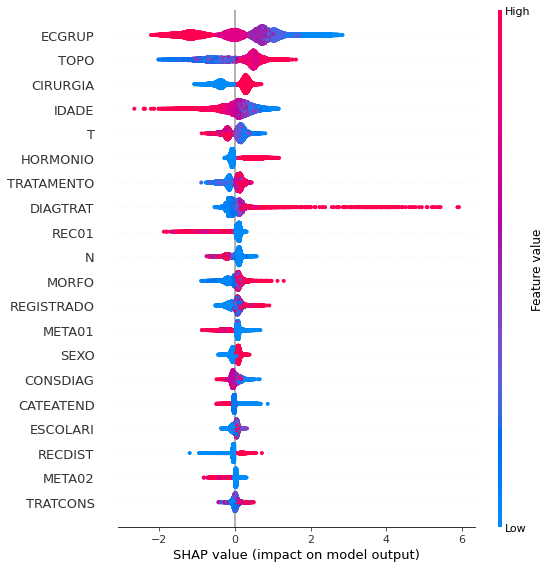 High
ECGRUP
TOPO
CIRURGIA
IDADE
T
HORMONIO
TRATAMENTO
DIAGTRAT
REC01
N
MORFO
REGISTRADO
META01
SEXO
CONSDIAG
CATEATEND
ESCOLARI
RECDIST
META02
TRATCONS
Feature value
Low
−2 0 2 4 6
SHAP value (impact on model output)